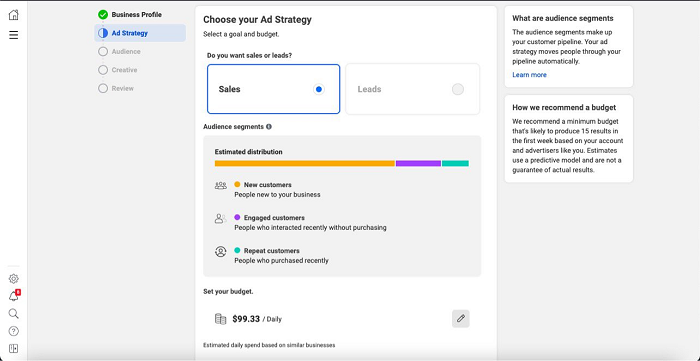 Business Profile
Ad Strategy
Audience
Creative
Review
Choose your Ad Strategy
Select a goal and budget.
Do you want sales or leads?
Sales
Leads
Audience segments
Estimated distribution
New customers
People new to your business
Engaged customers
People who interacted recently without purchasing
Repeat customers
People who purchased recently
Set your budget.
$99.33 / Daily
Estimated daily spend based on similar businesses
What are audience segments
The audience segments make up
your customer pipeline. Your ad
strategy moves people through your
pipeline automatically.
Learn more
How we recommend a budget
We recommend a minimum budget
that's likely to produce 15 results in
the first week based on your account
and advertisers like you. Estimates
use a predictive model and are not a
guarantee of actual results.